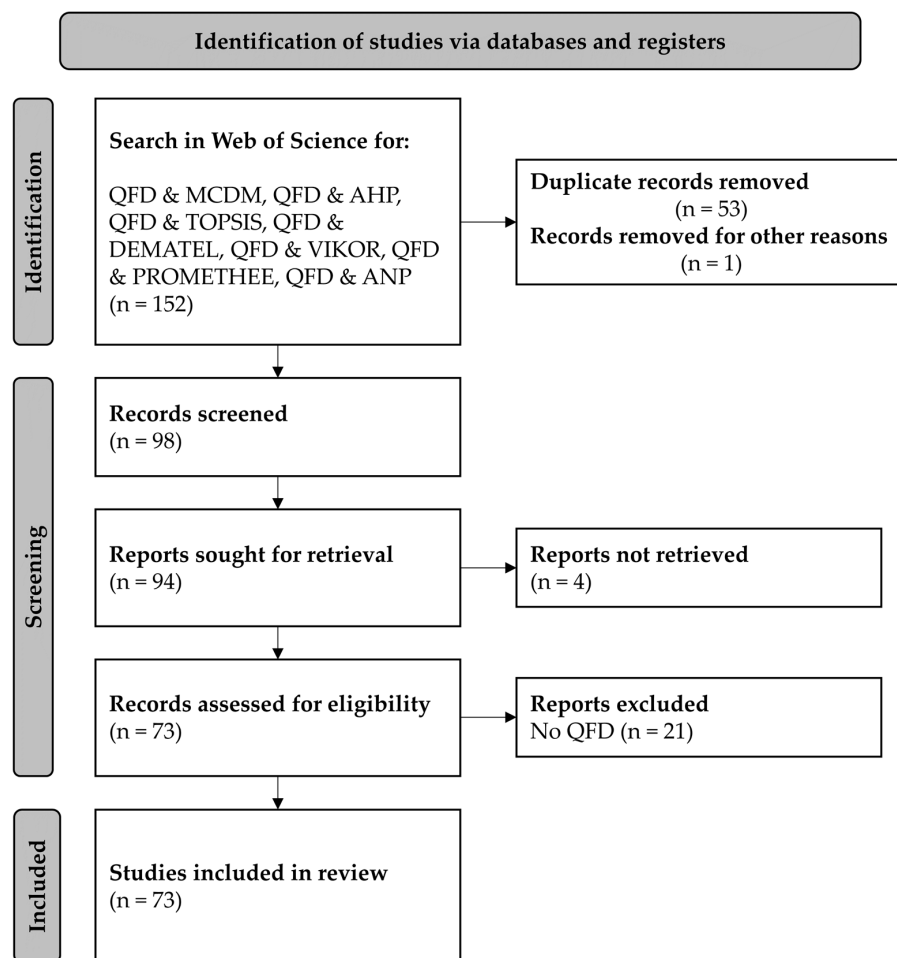 Identification of studies via databases and registers
Identification
Search in Web of Science for:
QFD & MCDM, QFD & AHP,
QFD & TOPSIS, QFD &
DEMATEL, QFD & VIKOR, QFD
& PROMETHEE, QFD & ANP
(n = 152)
Duplicate records removed
(n = 53)
Records removed for other reasons
(n = 1)
Screening
Records screened
(n = 98)
Reports sought for retrieval
(n = 94)
Reports not retrieved
(n = 4)
Records assessed for eligibility
(n = 73)
Reports excluded
No QFD (n = 21)
Included
Studies included in review
(n = 73)